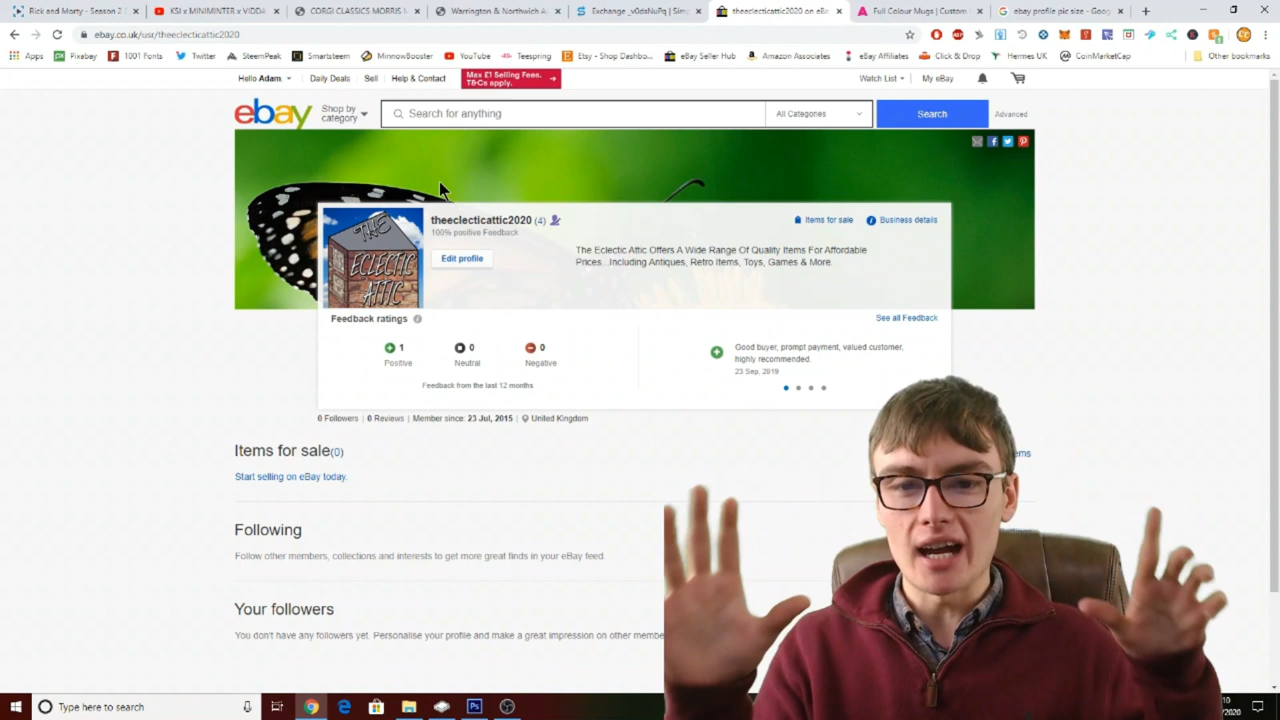 Rick and Morty - Season 2
KSI x MINIMINTER x VIDDA
CORGI CLASSICS MORRIS M
Warrington & Northwich A
Exchange _v0dsNuPq | Simp
theeclecticattic2020 on eBa
Full Colour Mugs | Custom
ebay profile pic size - Goog
ebay.co.uk/usr/theeclecticattic2020
Apps
Pixabay
1001 Fonts
Twitter
SteemPeak
Smartsteem
MinnowBooster
YouTube
Teespring
Etsy - Shop Dashbo...
eBay Seller Hub
Amazon Associates
eBay Affiliates
Click & Drop
Hermes UK
CoinMarketCap
Other bookmarks
Hello Adam.
Daily Deals
Sell
Help & Contact
Max £1 Selling Fees.
T&Cs apply.
Watch List
My eBay
ebay
Shop by
category
Search for anything
All Categories
Search
Advanced
THE
ECLECTIC
ATTIC
theeclecticattic2020 (4)
100% positive Feedback
Edit profile
Items for sale
Business details
The Eclectic Attic Offers A Wide Range Of Quality Items For Affordable
Prices...Including Antiques, Retro Items, Toys, Games & More.
Feedback ratings
See all Feedback
1
Positive
0
Neutral
0
Negative
Feedback from the last 12 months
Good buyer, prompt payment, valued customer,
highly recommended.
23 Sep, 2019
0 Followers | 0 Reviews | Member since: 23 Jul, 2015 | United Kingdom
Items for sale(0)
ems
Start selling on eBay today.
Following
Follow other members, collections and interests to get more great finds in your eBay feed.
Your followers
You don't have any followers yet. Personalise your profile and make a great impression on other membe
Type here to search
Ps
10
2020